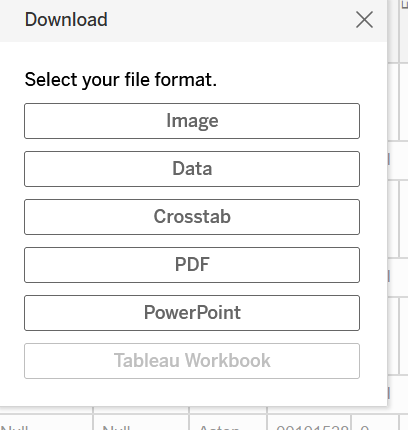 Download
Select your file format.
Image
Data
Crosstab
PDF
PowerPoint
Tableau Workbook